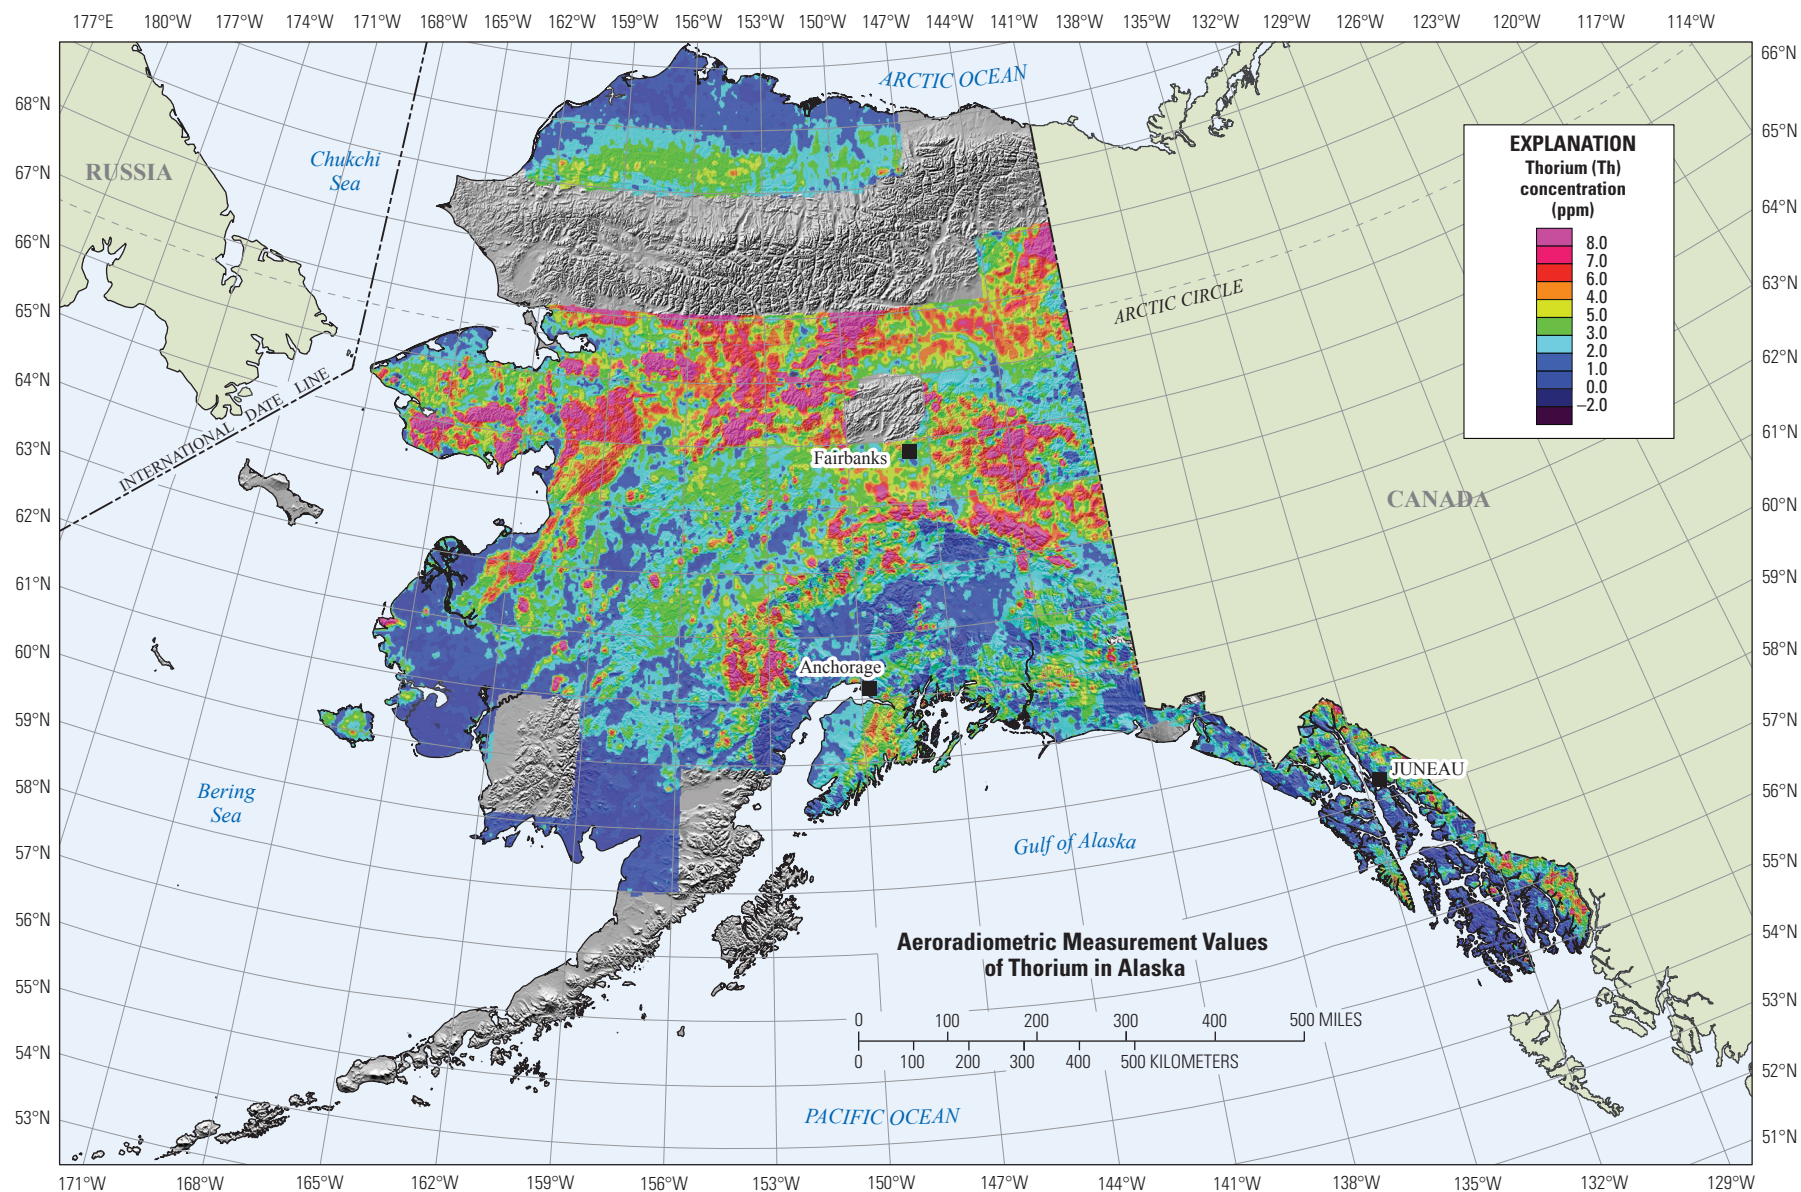 177°E 180°W 177°W 174°W 171°W 168°W 165°W 162°W 159°W 156°W 153°W 150°W 147°W 144°W 141°W 138°W 135°W 132°W 129°W 126°W 123°W 120°W 117°W 114°W
68°N
67°N
66°N
65°N
64°N
63°N
62°N
61°N
60°N
59°N
58°N
57°N
56°N
55°N
54°N
53°N
66°N
65°N
64°N
63°N
62°N
61°N
60°N
59°N
58°N
57°N
56°N
55°N
54°N
53°N
52°N
51°N
ARCTIC OCEAN
RUSSIA
Chukchi
Sea
INTERNATIONAL DATE LINE
ARCTIC CIRCLE
CANADA
EXPLANATION
Thorium (Th)
concentration
(ppm)
8.0
7.0
6.0
4.0
5.0
3.0
2.0
1.0
0.0
–2.0
Fairbanks
Anchorage
JUNEAU
Bering
Sea
Gulf of Alaska
Aeroradiometric Measurement Values
of Thorium in Alaska
0 100 200 300 400 500 MILES
0 100 200 300 400 500 KILOMETERS
PACIFIC OCEAN
171°W 168°W 165°W 162°W 159°W 156°W 153°W 150°W 147°W 144°W 141°W 138°W 135°W 132°W 129°W